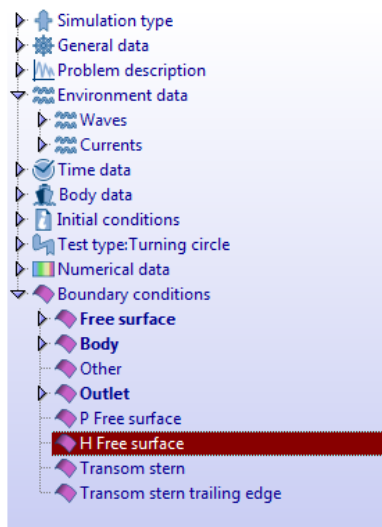 Simulation type
General data
Problem description
Environment data
Waves
Currents
Time data
Body data
Initial conditions
Test type:Turning circle
Numerical data
Boundary conditions
Free surface
Body
Other
Outlet
P Free surface
H Free surface
Transom stern
Transom stern trailing edge